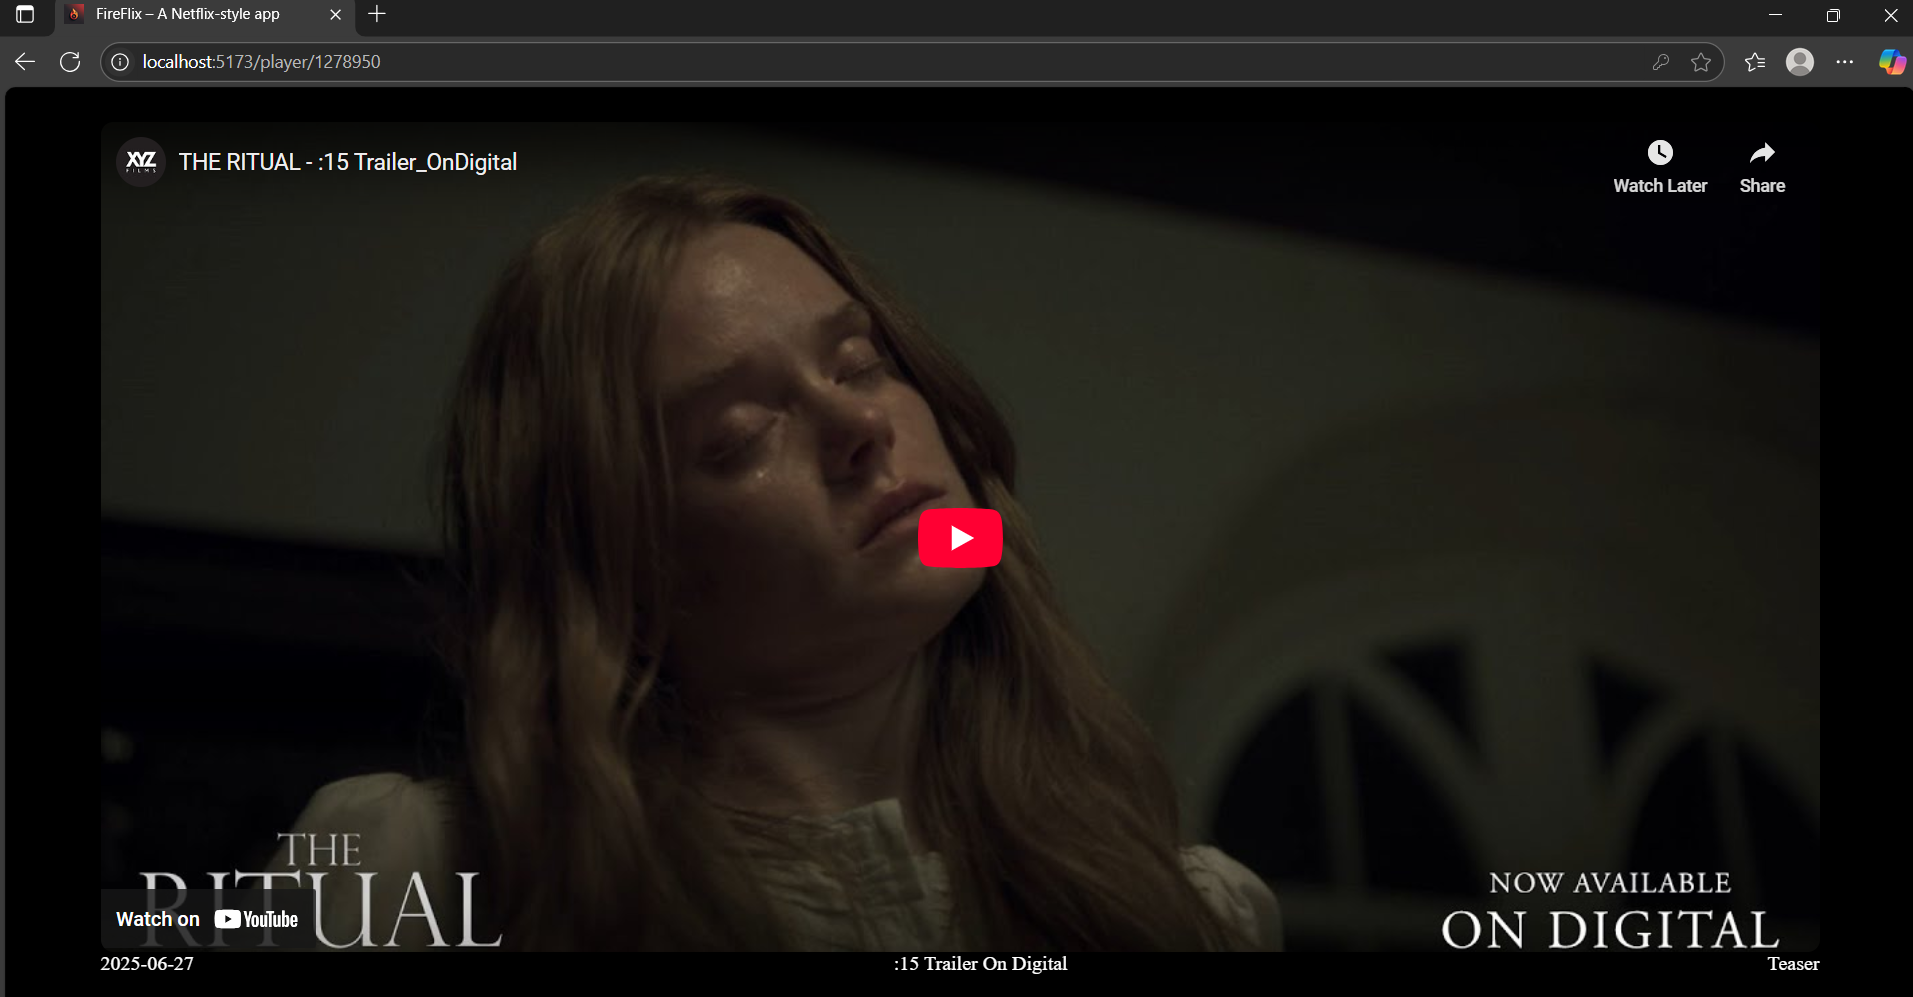 FireFlix – A Netflix-style app
localhost:5173/player/1278950
XYZ
FILMS
THE RITUAL - :15 Trailer_OnDigital
Watch Later
Share
THE
RITUAL
Watch on YouTube
NOW AVAILABLE
ON DIGITAL
2025-06-27
:15 Trailer On Digital
Teaser